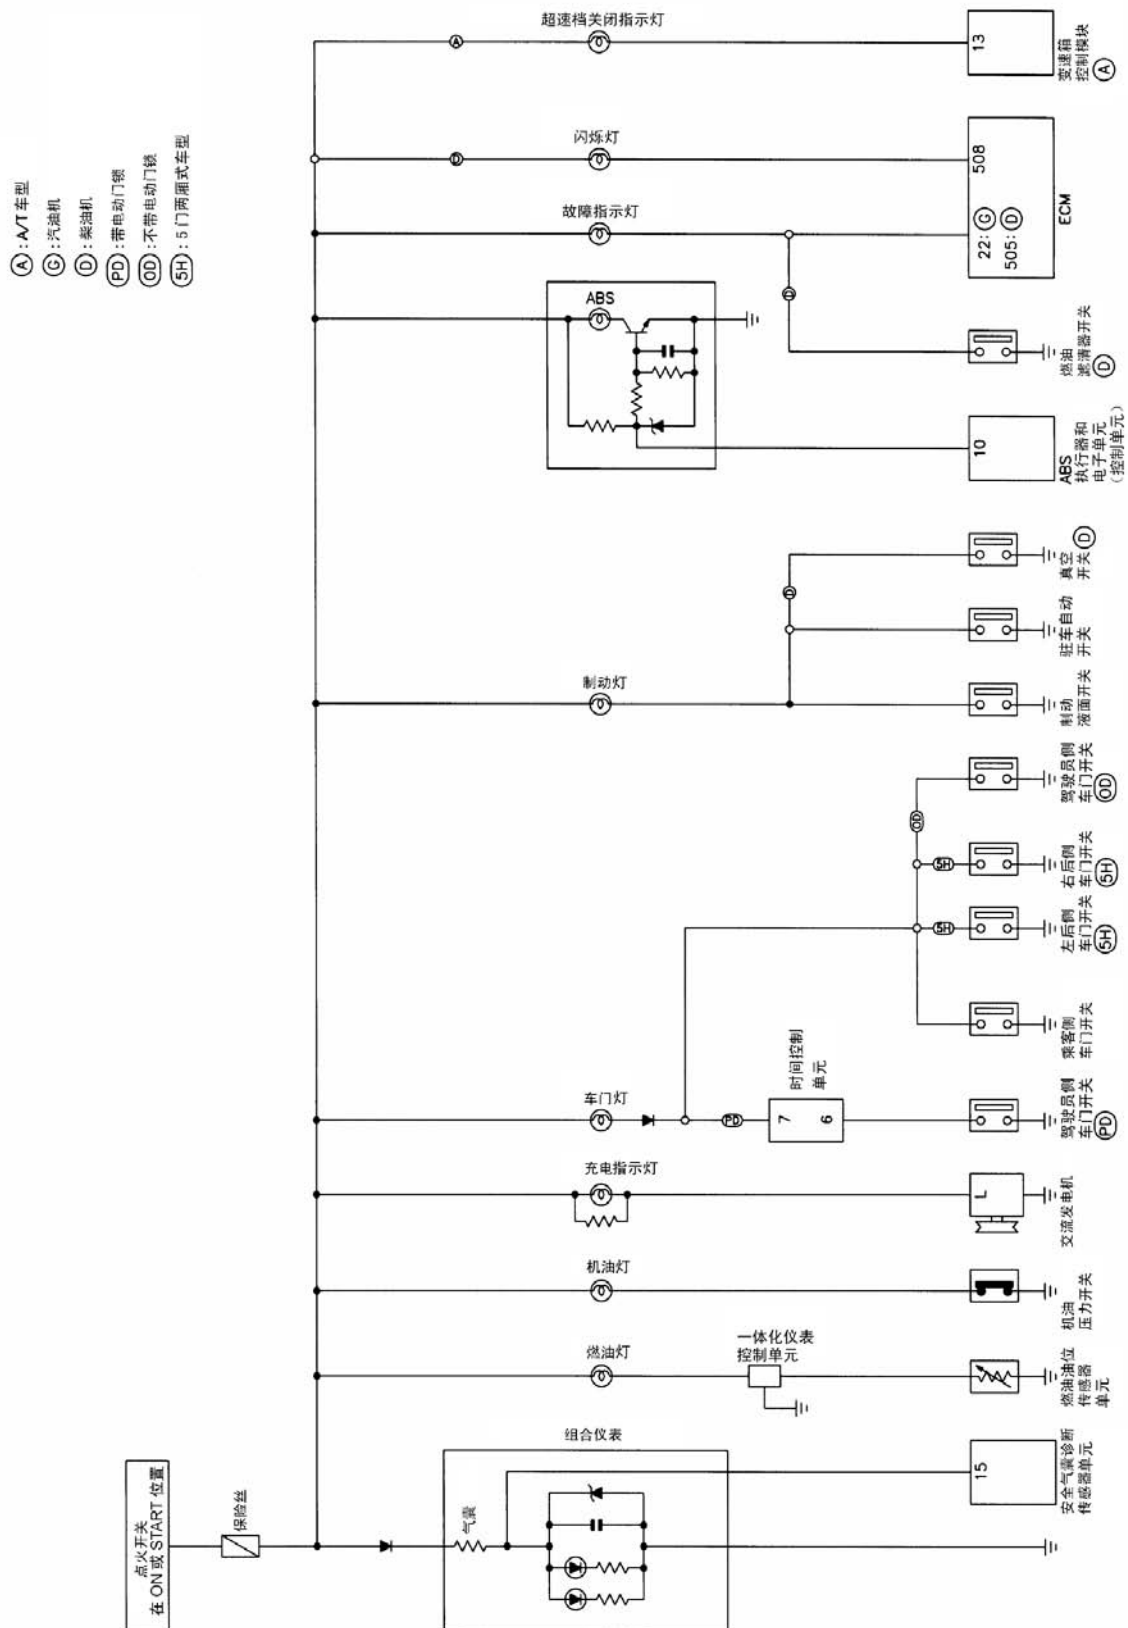 Ⓐ：A/T车型
Ⓖ：汽油机
Ⓓ：柴油机
PD：带电动门锁
OD：不带电动门锁
5H：5门两厢式车型
超速档关闭指示灯
A
13
变速箱
控制模块
A
闪烁灯
D
508
故障指示灯
22: G
505: D
ECM
ABS
D
燃油
滤清器开关
D
10
ABS
执行器和
电子单元
（控制单元）
D
真空
开关
D
驻车自动
开关
制动灯
制动
液面开关
驾驶员侧
车门开关
OD
OD
5H
右后侧
车门开关
5H
5H
左后侧
车门开关
5H
乘客侧
车门开关
时间控制
单元
车门灯
PD
7
6
驾驶员侧
车门开关
PD
充电指示灯
L
交流发电机
机油灯
机油
压力开关
燃油灯
一体化仪表
控制单元
燃油油位
传感器
单元
组合仪表
气囊
15
安全气囊诊断
传感器单元
点火开关
在 ON 或 START 位置
保险丝